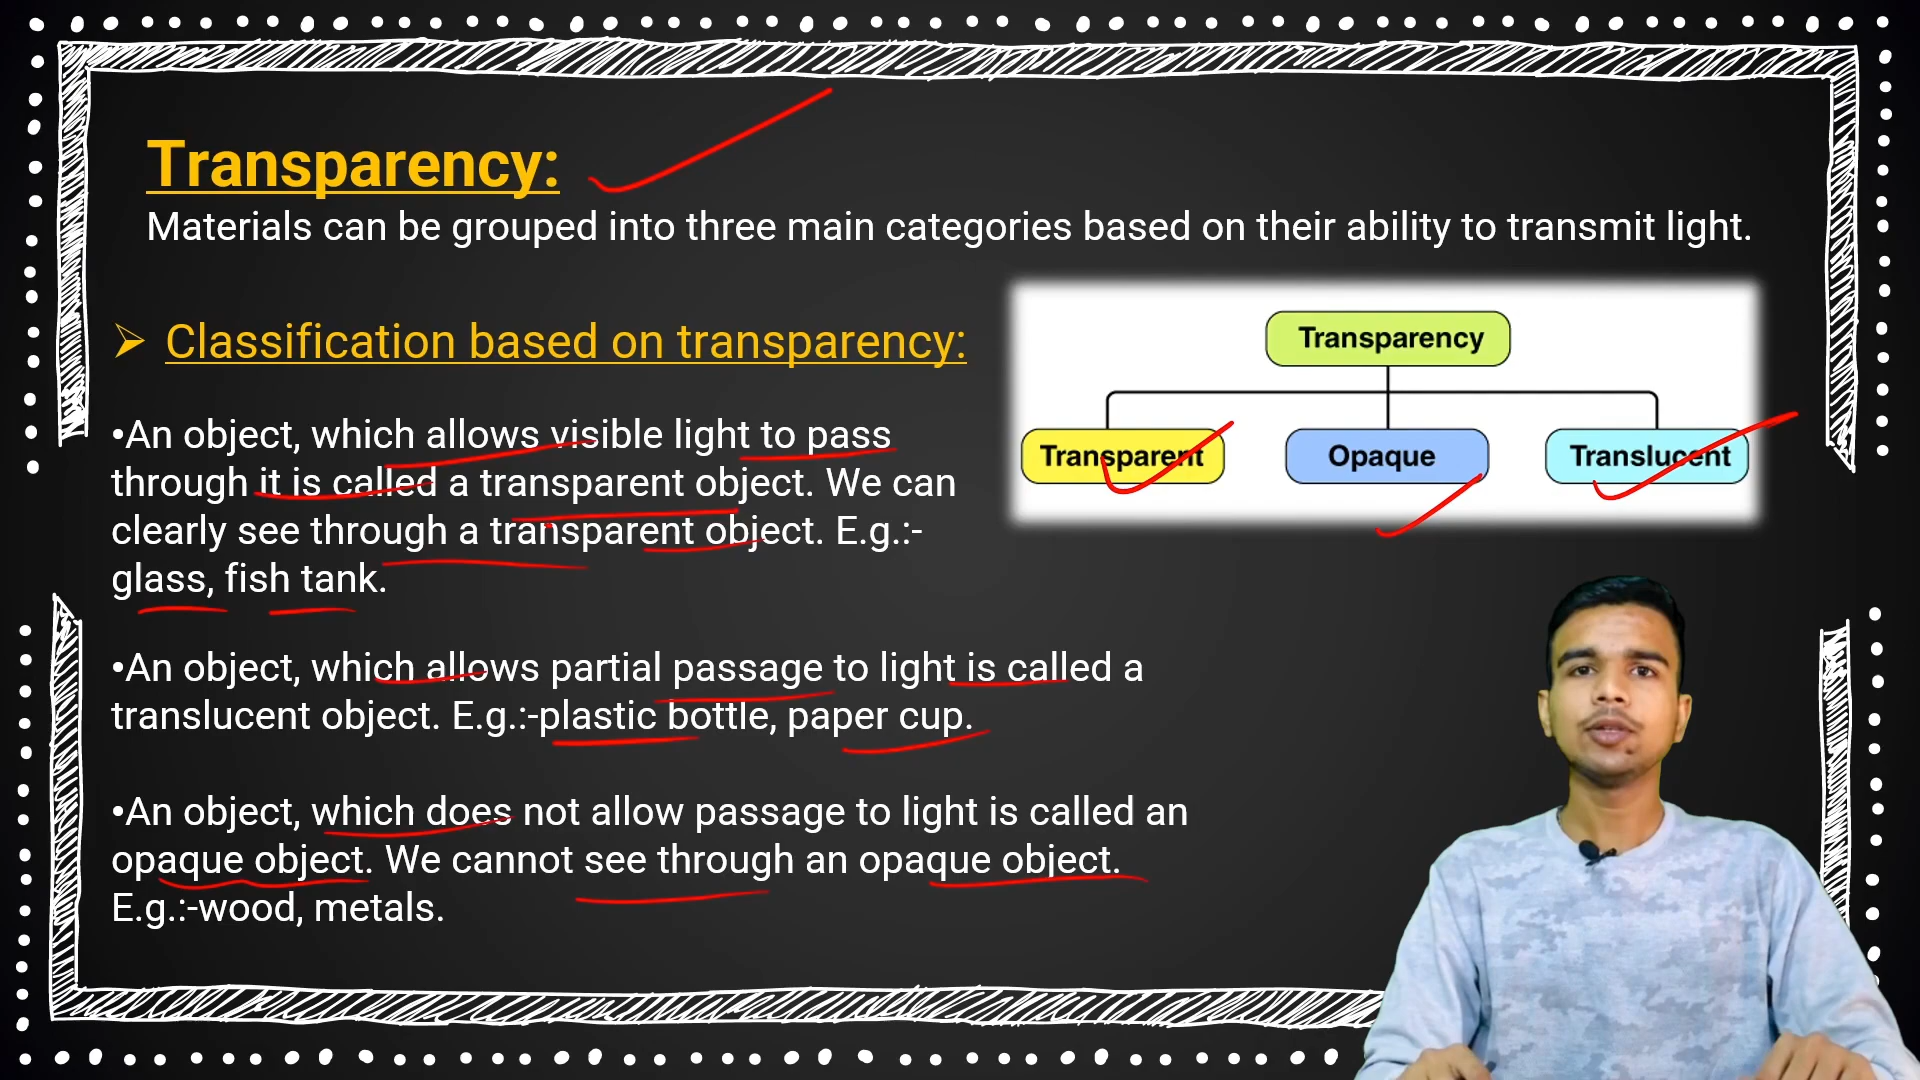 Transparency:
Materials can be grouped into three main categories based on their ability to transmit light.
➢ Classification based on transparency:
•An object, which allows visible light to pass
through it is called a transparent object. We can
clearly see through a transparent object. E.g.:-
glass, fish tank.
Transparency
Transparent Opaque Translucent
•An object, which allows partial passage to light is called a
translucent object. E.g.:-plastic bottle, paper cup.
•An object, which does not allow passage to light is called an
opaque object. We cannot see through an opaque object.
E.g.:-wood, metals.